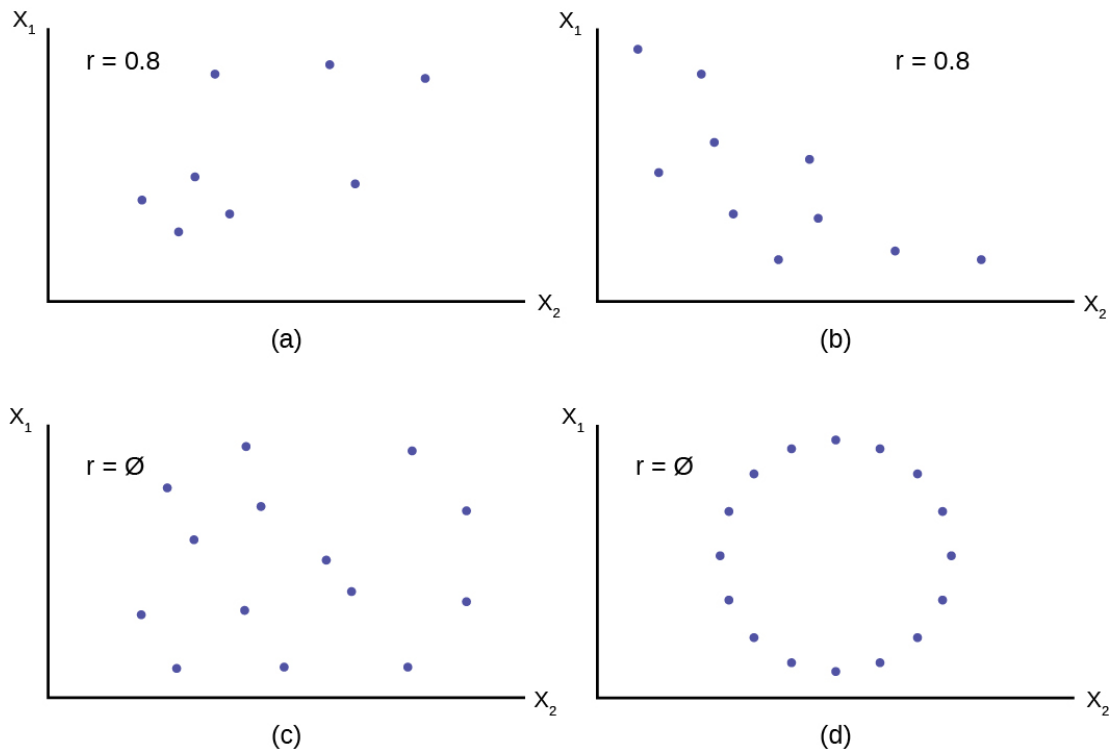 X₁
r = 0.8
X₂
(a)
X₁
r = 0.8
X₂
(b)
X₁
r = Ø
X₂
(c)
X₁
r = Ø
X₂
(d)